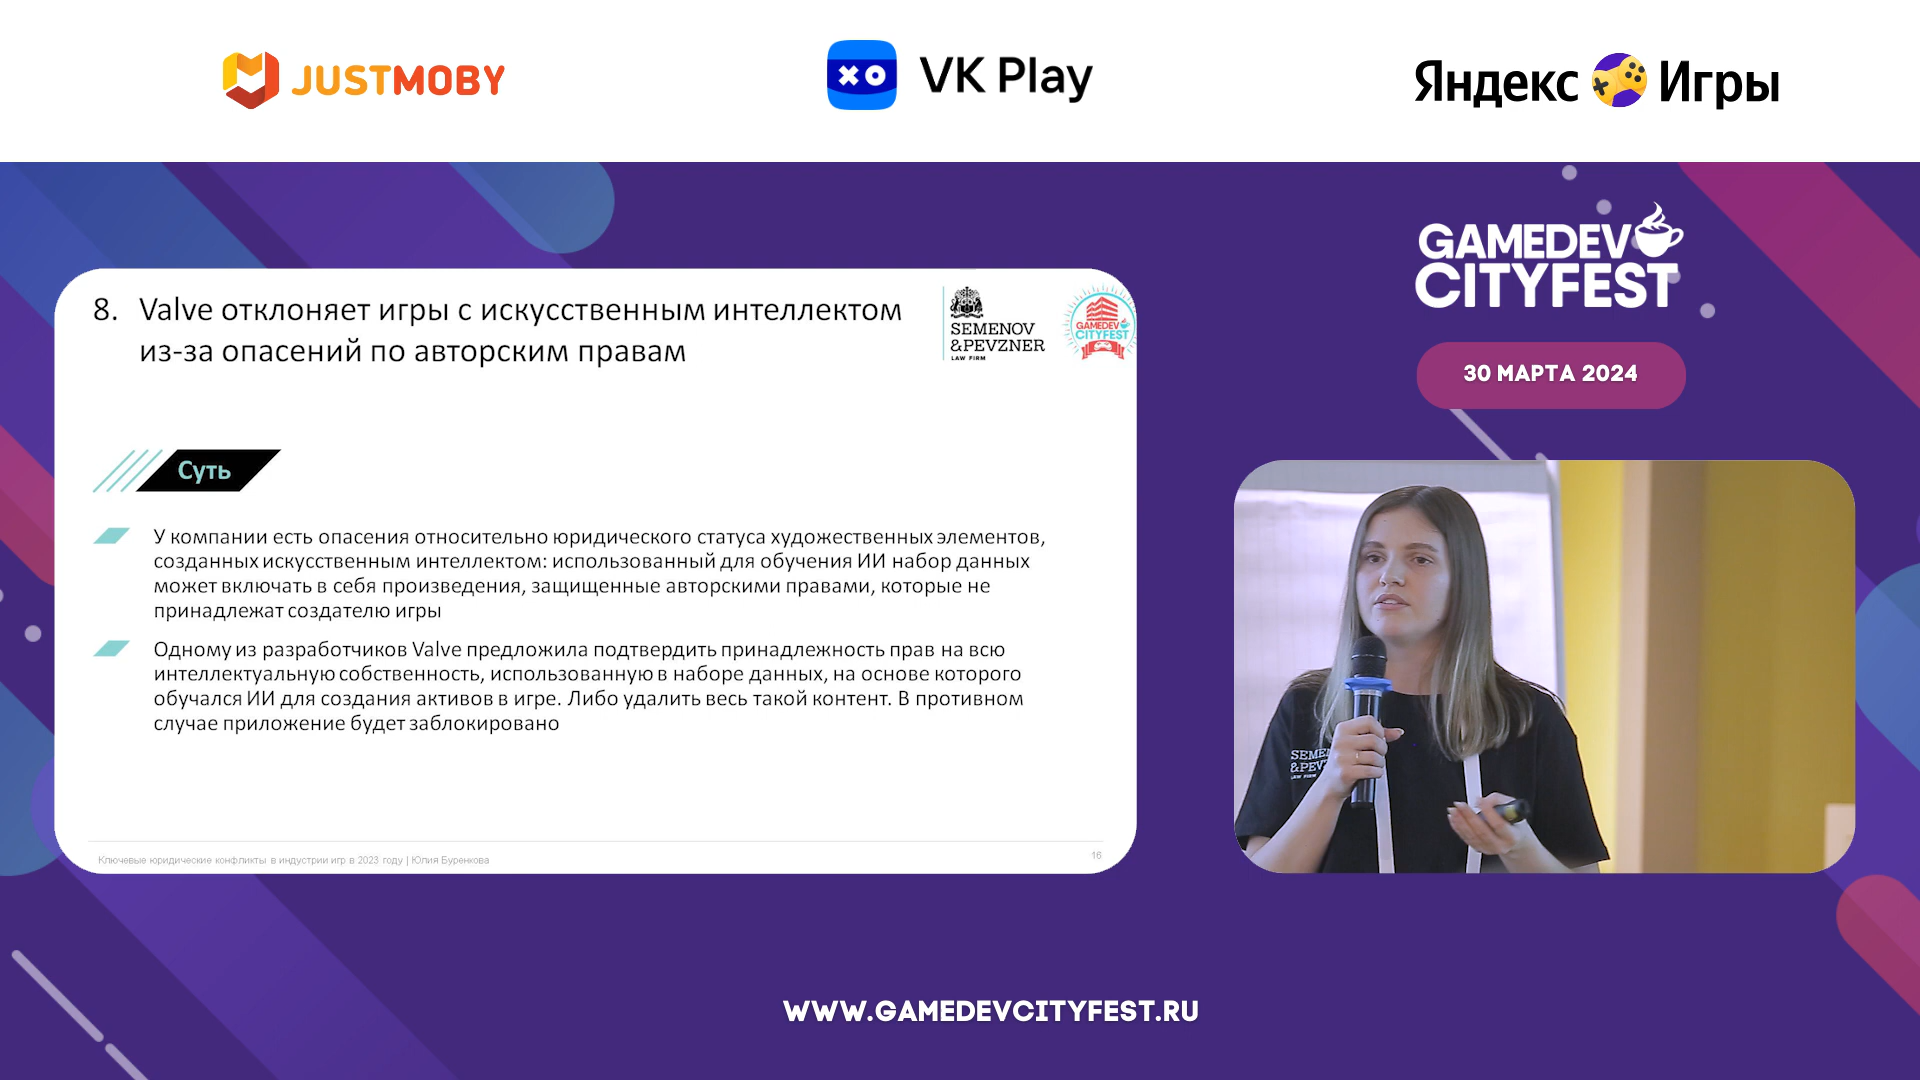 JUSTMOBY
VK Play
Яндекс Игры
GAMEDEV
CITYFEST
30 МАРТА 2024
8. Valve отклоняет игры с искусственным интеллектом
из-за опасений по авторским правам
SEMENOV
&PEVZNER
LAW FIRM
GAMEDEV
CITYFEST
Суть
У компании есть опасения относительно юридического статуса художественных элементов,
созданных искусственным интеллектом: использованный для обучения ИИ набор данных
может включать в себя произведения, защищенные авторскими правами, которые не
принадлежат создателю игры
Одному из разработчиков Valve предложила подтвердить принадлежность прав на всю
интеллектуальную собственность, использованную в наборе данных, на основе которого
обучался ИИ для создания активов в игре. Либо удалить весь такой контент. В противном
случае приложение будет заблокировано
Ключевые юридические конфликты в индустрии игр в 2023 году | Юлия Буренкова
16
SEMEN
&PEVZ
LAW FIRM
WWW.GAMEDEVCITYFEST.RU